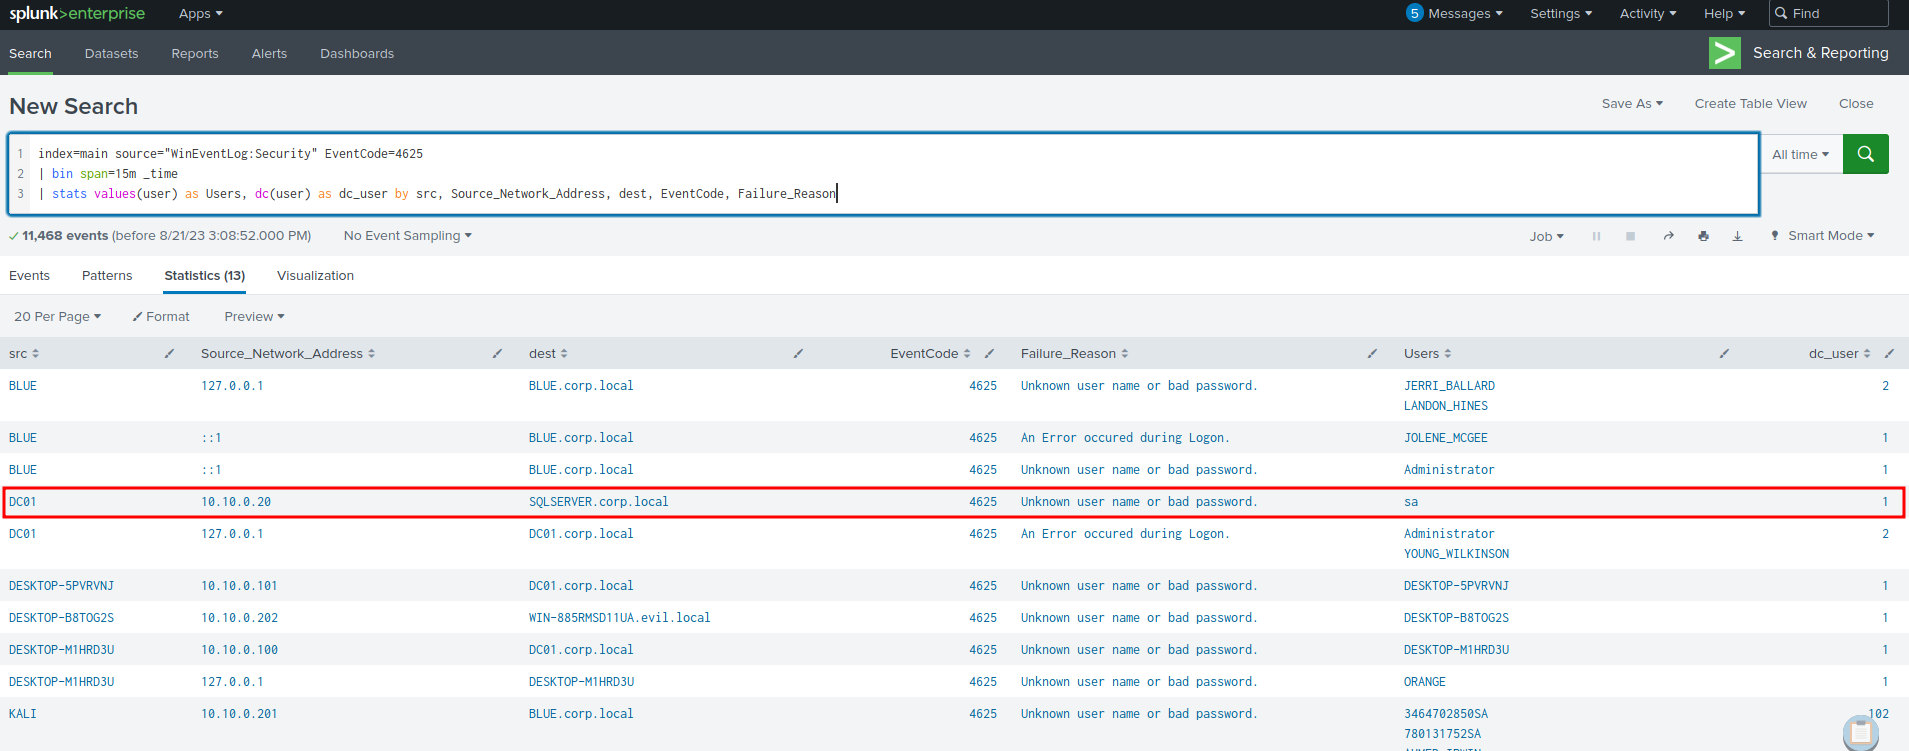 splunk>enterprise Apps 5 Messages Settings Activity Help Find
Search Datasets Reports Alerts Dashboards Search & Reporting
New Search Save As Create Table View Close
1 index=main source="WinEventLog:Security" EventCode=4625
2 | bin span=15m _time
3 | stats values(user) as Users, dc(user) as dc_user by src, Source_Network_Address, dest, EventCode, Failure_Reason
All time
11,468 events (before 8/21/23 3:08:52.000 PM) No Event Sampling Job Smart Mode
Events Patterns Statistics (13) Visualization
20 Per Page Format Preview
src Source_Network_Address dest EventCode Failure_Reason Users dc_user
BLUE 127.0.0.1 BLUE.corp.local 4625 Unknown user name or bad password. JERRI_BALLARD 2
LANDON_HINES
BLUE ::1 BLUE.corp.local 4625 An Error occured during Logon. JOLENE_MCGEE 1
BLUE ::1 BLUE.corp.local 4625 Unknown user name or bad password. Administrator 1
DC01 10.10.0.20 SQLSERVER.corp.local 4625 Unknown user name or bad password. sa 1
DC01 127.0.0.1 DC01.corp.local 4625 An Error occured during Logon. Administrator 2
YOUNG_WILKINSON
DESKTOP-5PVRVNJ 10.10.0.101 DC01.corp.local 4625 Unknown user name or bad password. DESKTOP-5PVRVNJ 1
DESKTOP-B8TOG2S 10.10.0.202 WIN-885RMSD11UA.evil.local 4625 Unknown user name or bad password. DESKTOP-B8TOG2S 1
DESKTOP-M1HRD3U 10.10.0.100 DC01.corp.local 4625 Unknown user name or bad password. DESKTOP-M1HRD3U 1
DESKTOP-M1HRD3U 127.0.0.1 DESKTOP-M1HRD3U 4625 Unknown user name or bad password. ORANGE 1
KALI 10.10.0.201 BLUE.corp.local 4625 Unknown user name or bad password. 3464702850SA 102
780131752SA